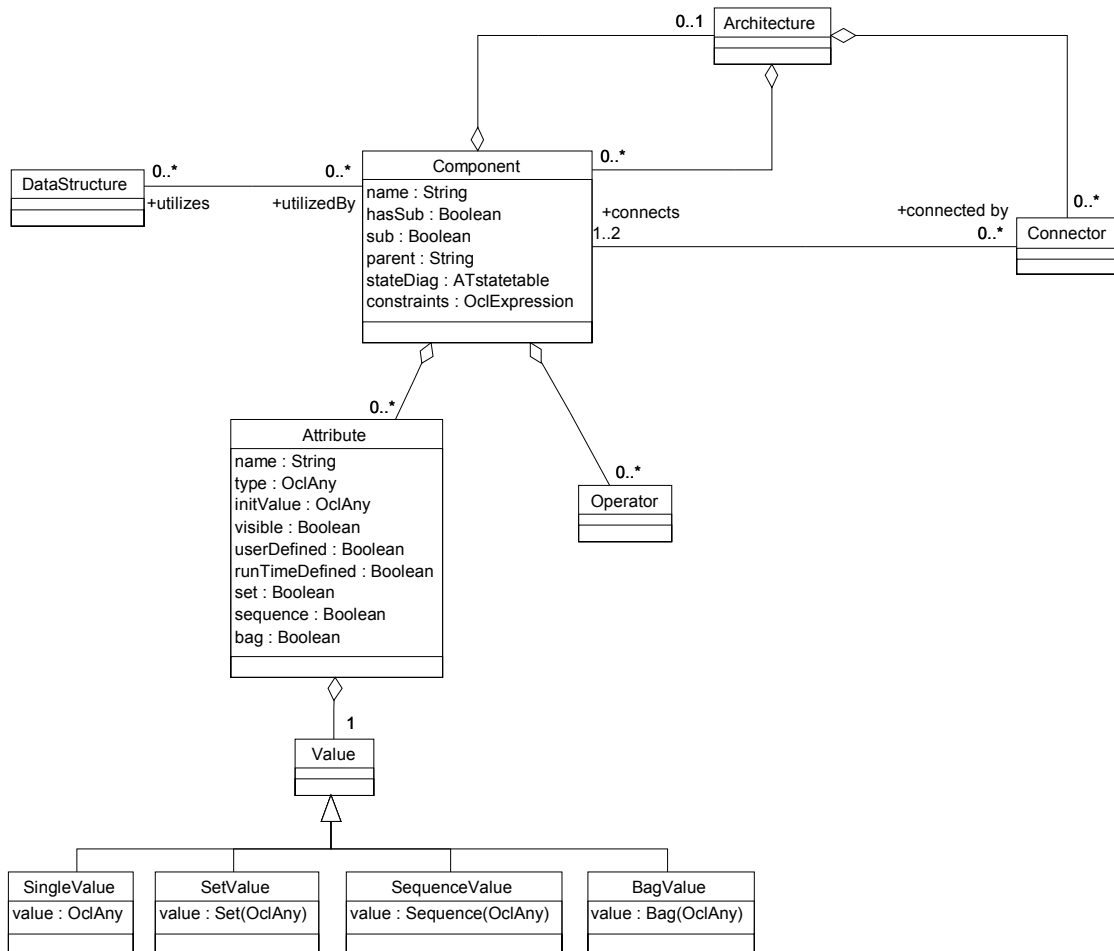 Architecture
0..1
Component
name : String
hasSub : Boolean
sub : Boolean
parent : String
stateDiag : ATstatetable
constraints : OclExpression
0..*
DataStructure
0..*
+utilizes
0..*
+utilizedBy
+connects
1..2
+connected by
0..*
0..*
Connector
0..*
Attribute
name : String
type : OclAny
initValue : OclAny
visible : Boolean
userDefined : Boolean
runTimeDefined : Boolean
set : Boolean
sequence : Boolean
bag : Boolean
0..*
Operator
1
Value
SingleValue
value : OclAny
SetValue
value : Set(OclAny)
SequenceValue
value : Sequence(OclAny)
BagValue
value : Bag(OclAny)